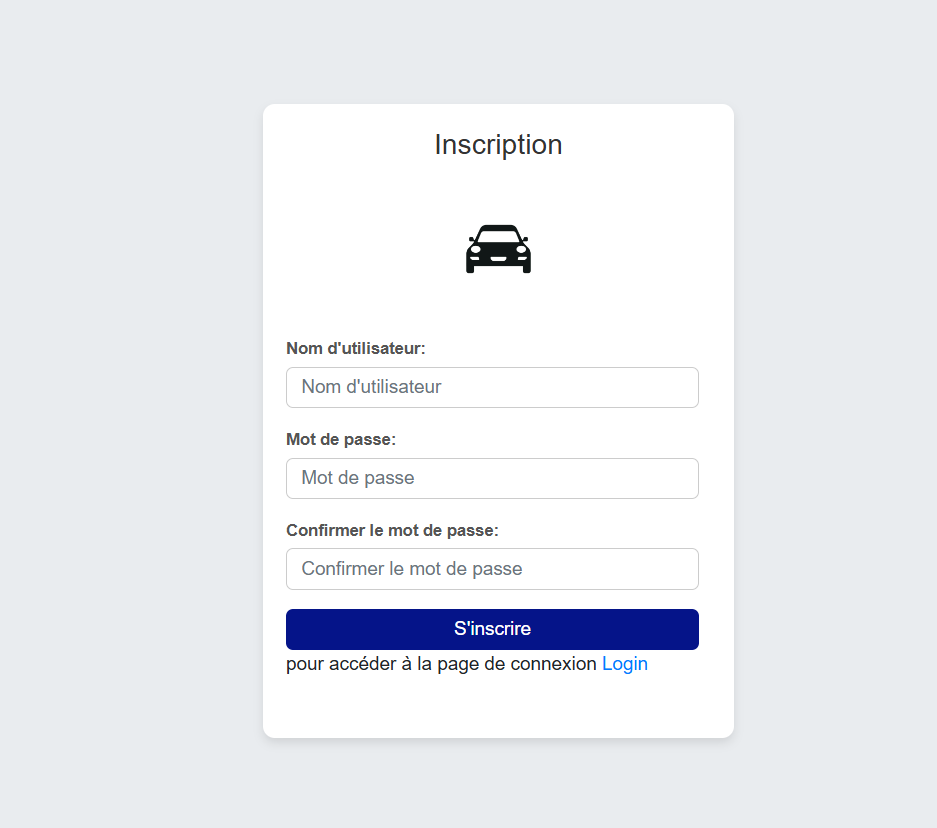 Inscription
Nom d'utilisateur:
Nom d'utilisateur
Mot de passe:
Mot de passe
Confirmer le mot de passe:
Confirmer le mot de passe
S'inscrire
pour accéder à la page de connexion Login